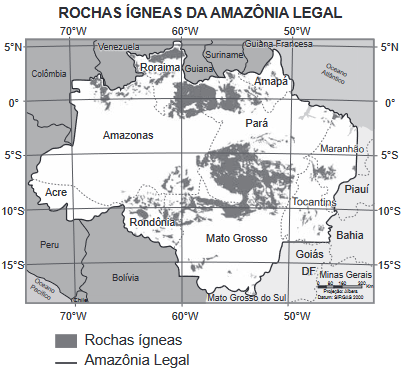 ROCHAS ÍGNEAS DA AMAZÔNIA LEGAL
70°W 60°W 50°W
5°N 5°N
Venezuela
Suriname
Guiana Francesa
Colômbia
Roraima
Guiana
Oceano
Atlântico
Amapa
0° 0°
Amazonas
Pará
5°S 5°S
Maranhão
Acre
Piauí
Tocantins
10°S 10°S
Rondônia
Mato Grosso
Bahia
Peru
Goiás
Bolívia
DF
Minas Gerais
15°S 15°S
Oceano
Pacífico
Chile
Mato Grosso do Sul
Datum: SIRGAS 2000
70°W 60°W 50°W
Rochas ígneas
Amazônia Legal